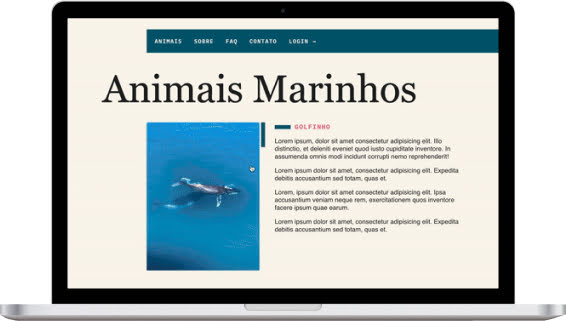 ANIMAIS SOBRE FAQ CONTATO LOGIN →
Animais Marinhos
GOLFINHO
Lorem ipsum, dolor sit amet consectetur adipisicing elit. Illo
distinctio, et deleniti eveniet quod iusto cupiditate inventore. In
assumenda omnis modi incidunt corrupti nemo reprehenderit!
Lorem ipsum dolor sit amet, consectetur adipisicing elit. Expedita
debitis accusantium sed totam, quas et.
Lorem, ipsum dolor sit amet consectetur adipisicing elit. Ipsa
accusantium veniam neque rem, exercitationem quos inventore
facere ipsum quae earum.
Lorem ipsum dolor sit amet, consectetur adipisicing elit. Expedita
debitis accusantium sed totam, quas et.